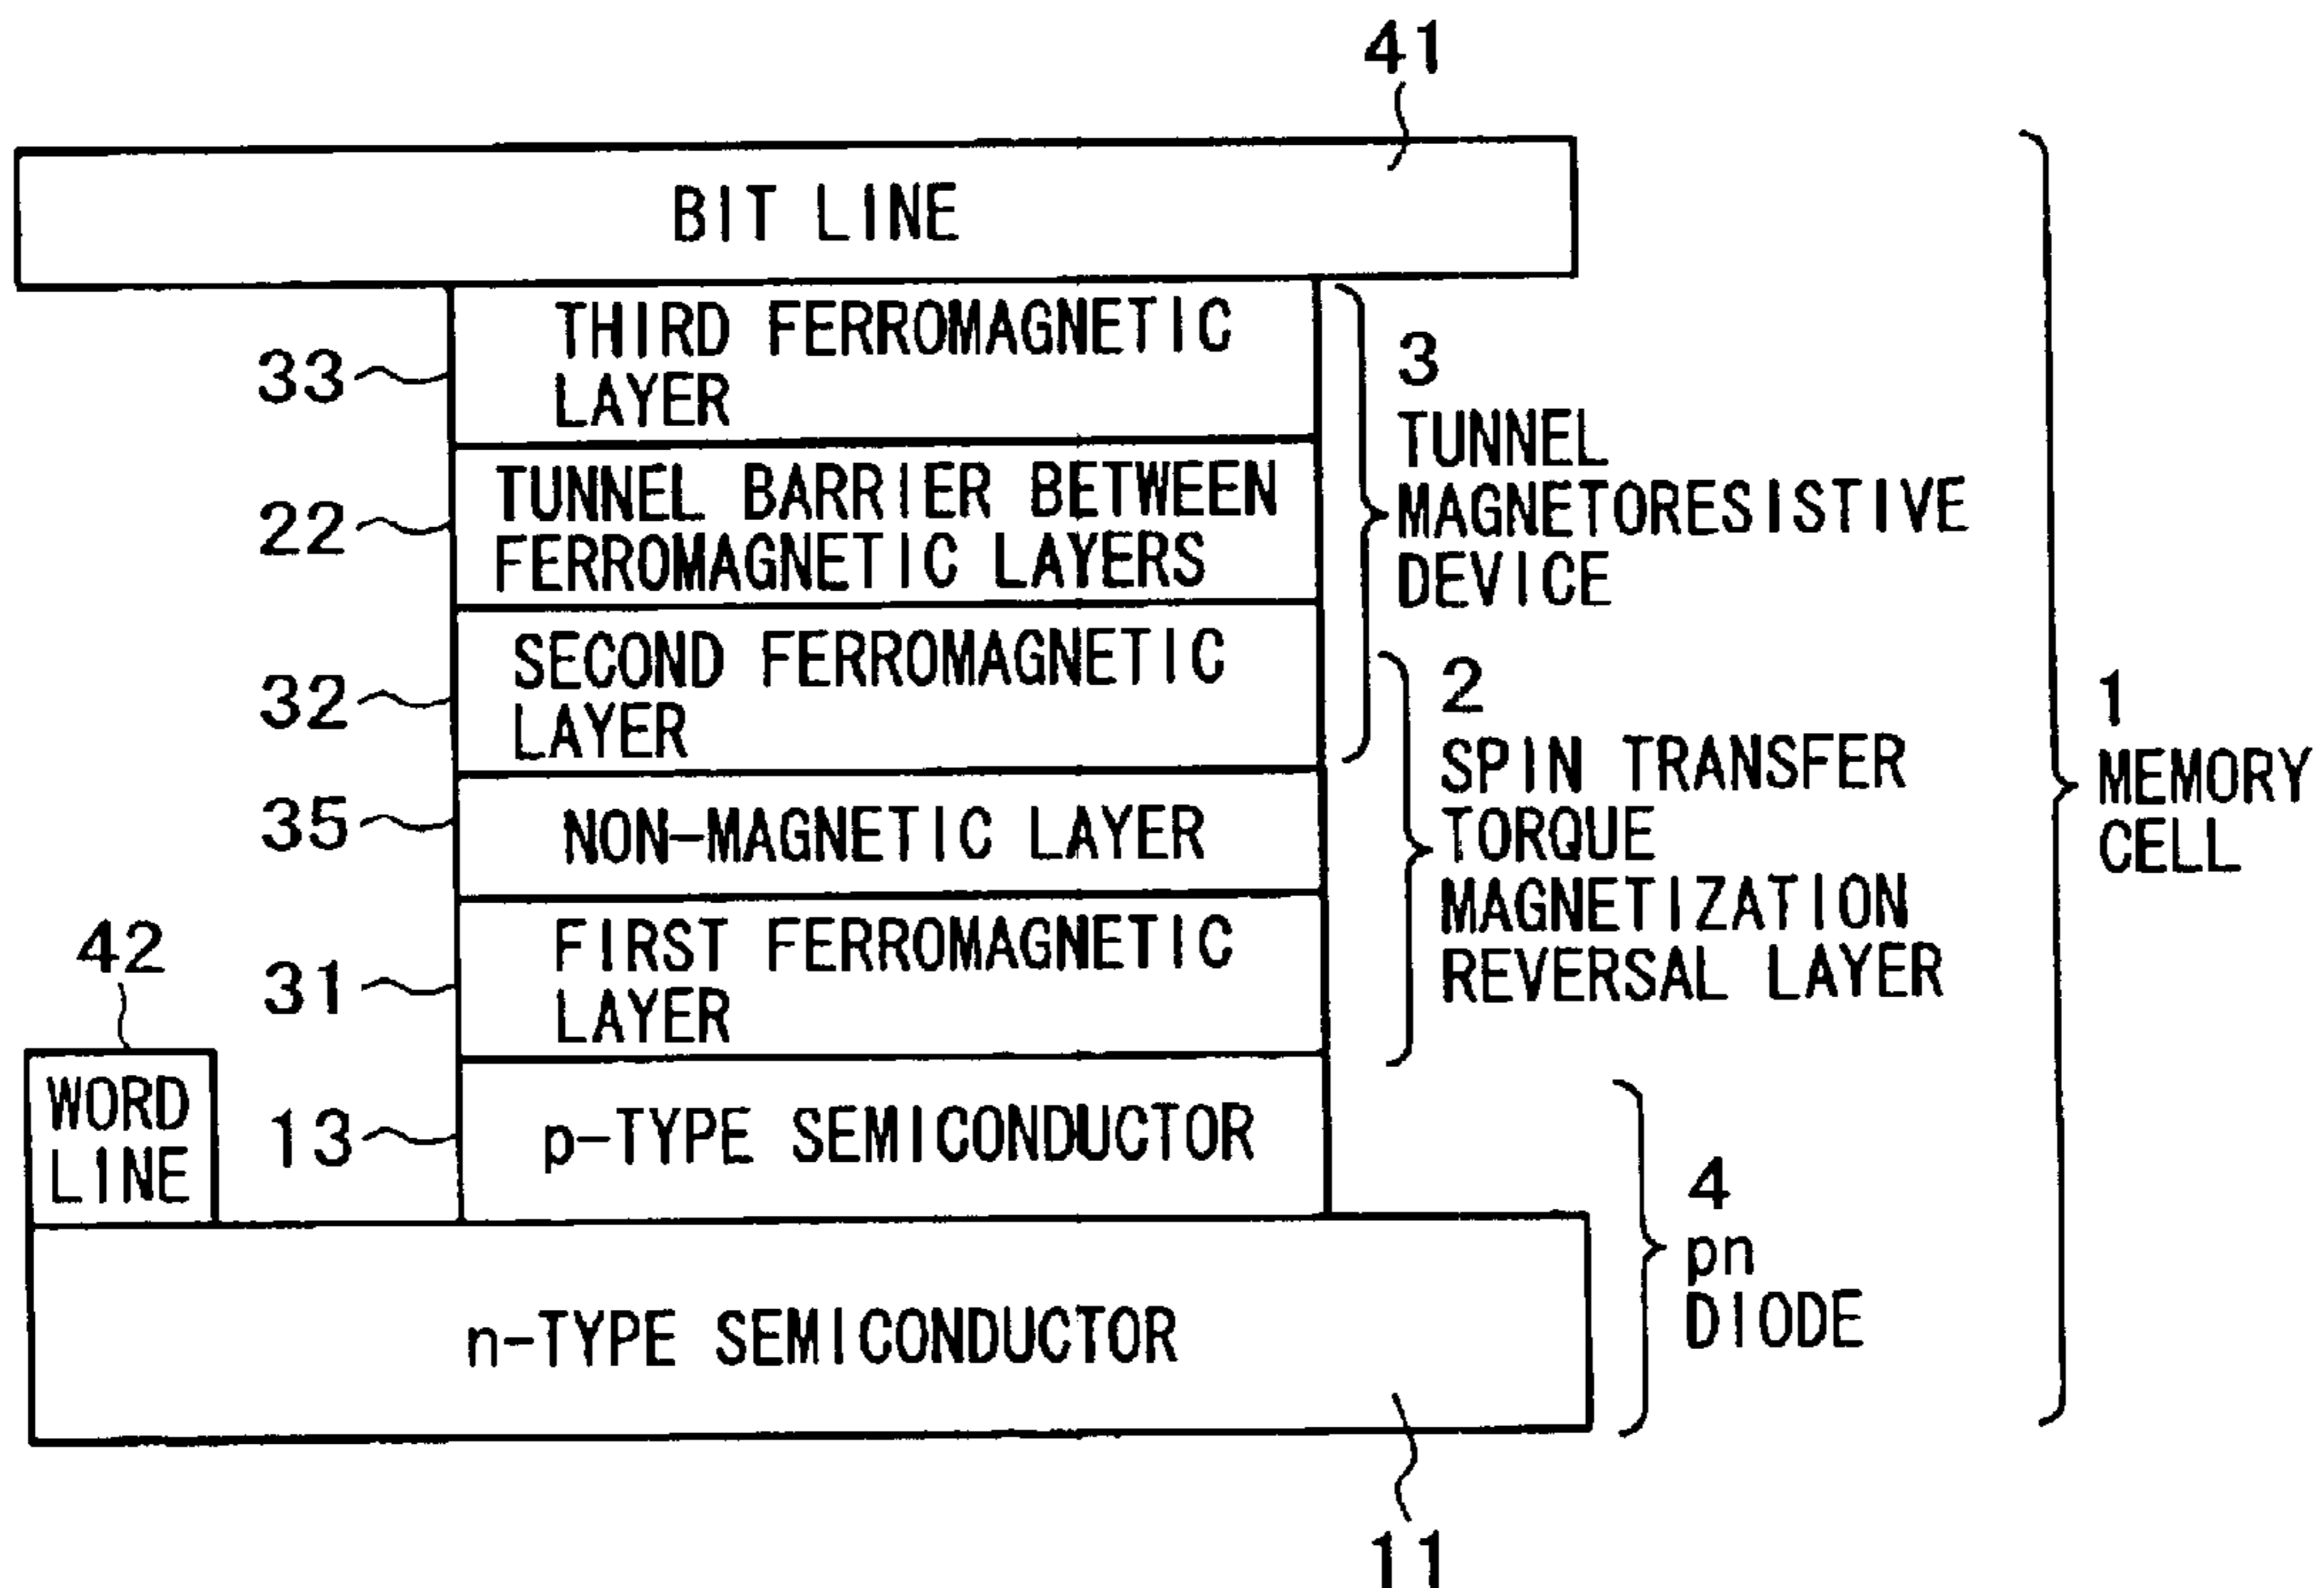 41
BIT LINE
33
THIRD FERROMAGNETIC
LAYER
3
TUNNEL
MAGNETORESISTIVE
DEVICE
22
TUNNEL BARRIER BETWEEN
FERROMAGNETIC LAYERS
32
SECOND FERROMAGNETIC
LAYER
2
SPIN TRANSFER
TORQUE
MAGNETIZATION
REVERSAL LAYER
1
MEMORY
CELL
35
NON-MAGNETIC LAYER
42
31
FIRST FERROMAGNETIC
LAYER
WORD
LINE
13
p-TYPE SEMICONDUCTOR
4
pn
DIODE
n-TYPE SEMICONDUCTOR
11